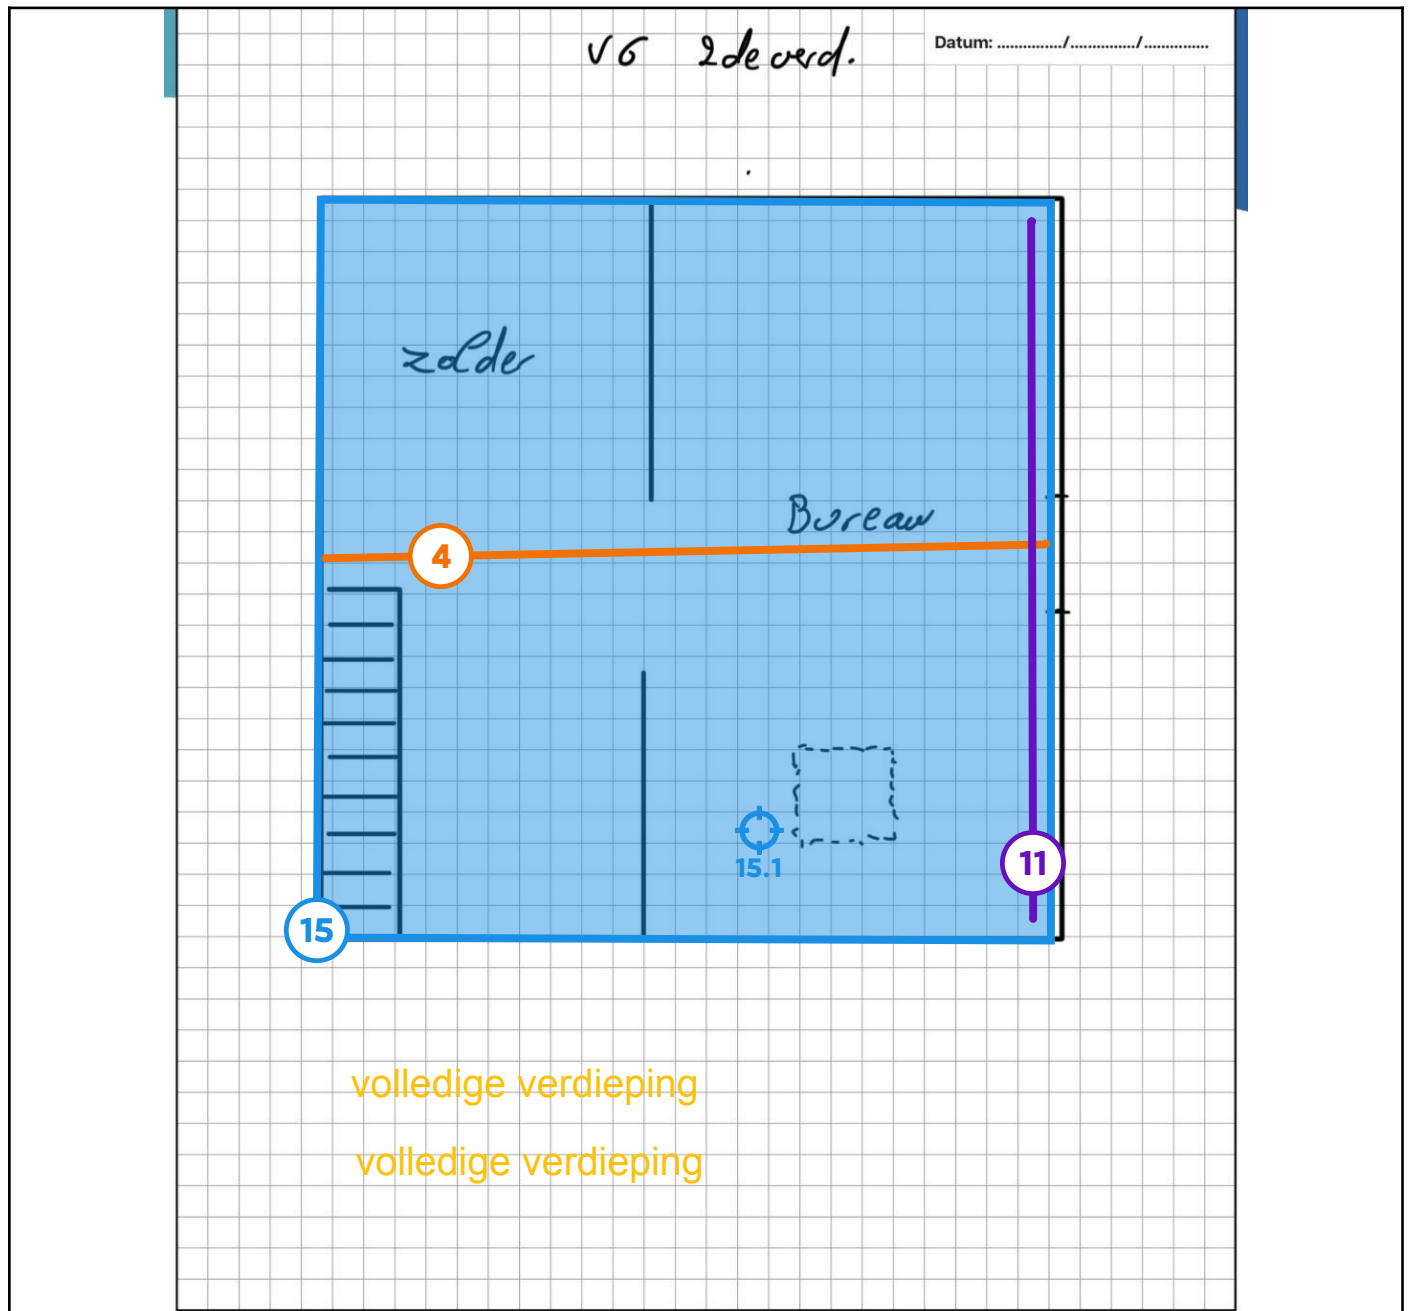 V6 2de verd.
Datum: ............../............../..............
zolder
Bureau
4
15.1
11
15
volledige verdieping
volledige verdieping